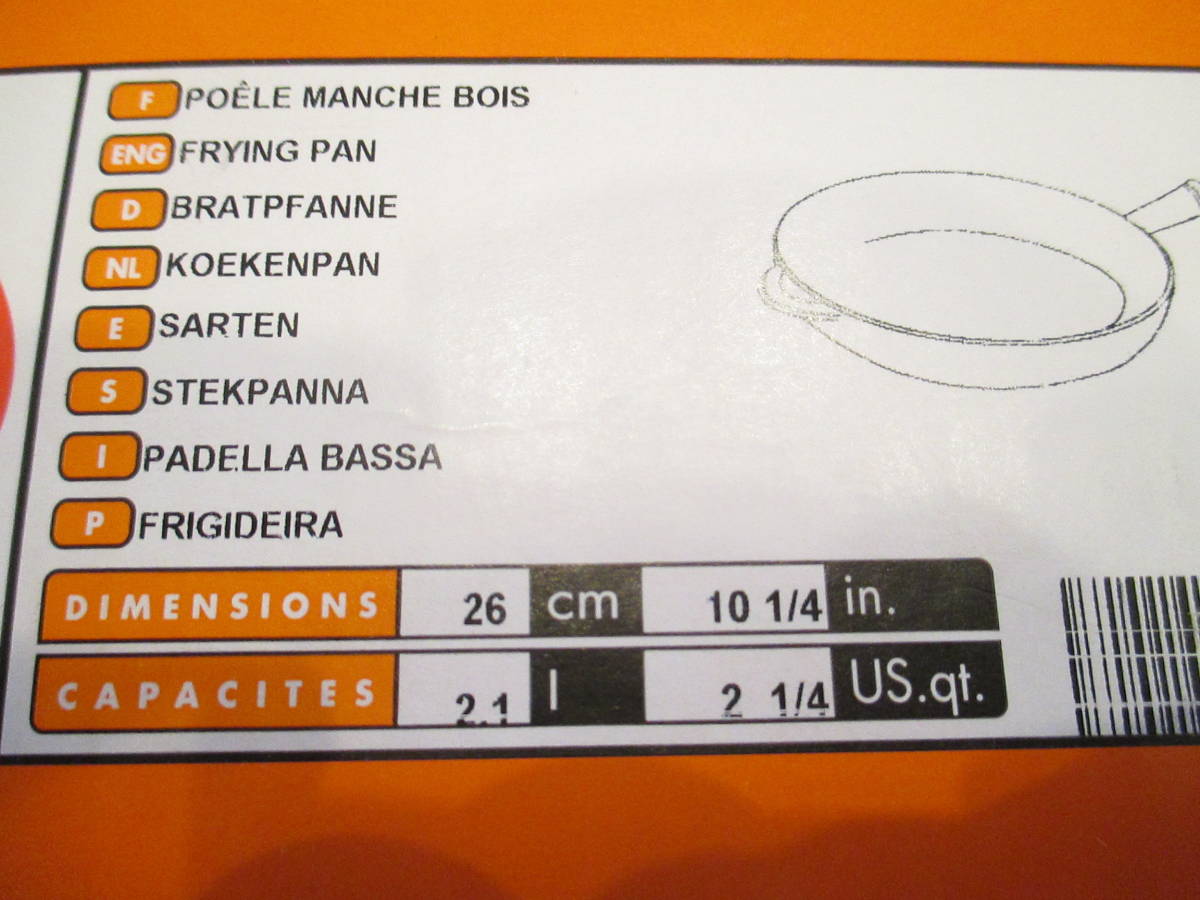 F POÊLE MANCHE BOIS
ENG FRYING PAN
D BRATPFANNE
NL KOEKENPAN
E SARTEN
S STEKPANNA
I PADELLA BASSA
P FRIGIDEIRA
DIMENSIONS 26 cm 10 1/4 in.
CAPACITES 2.1 l 2 1/4 US.qt.